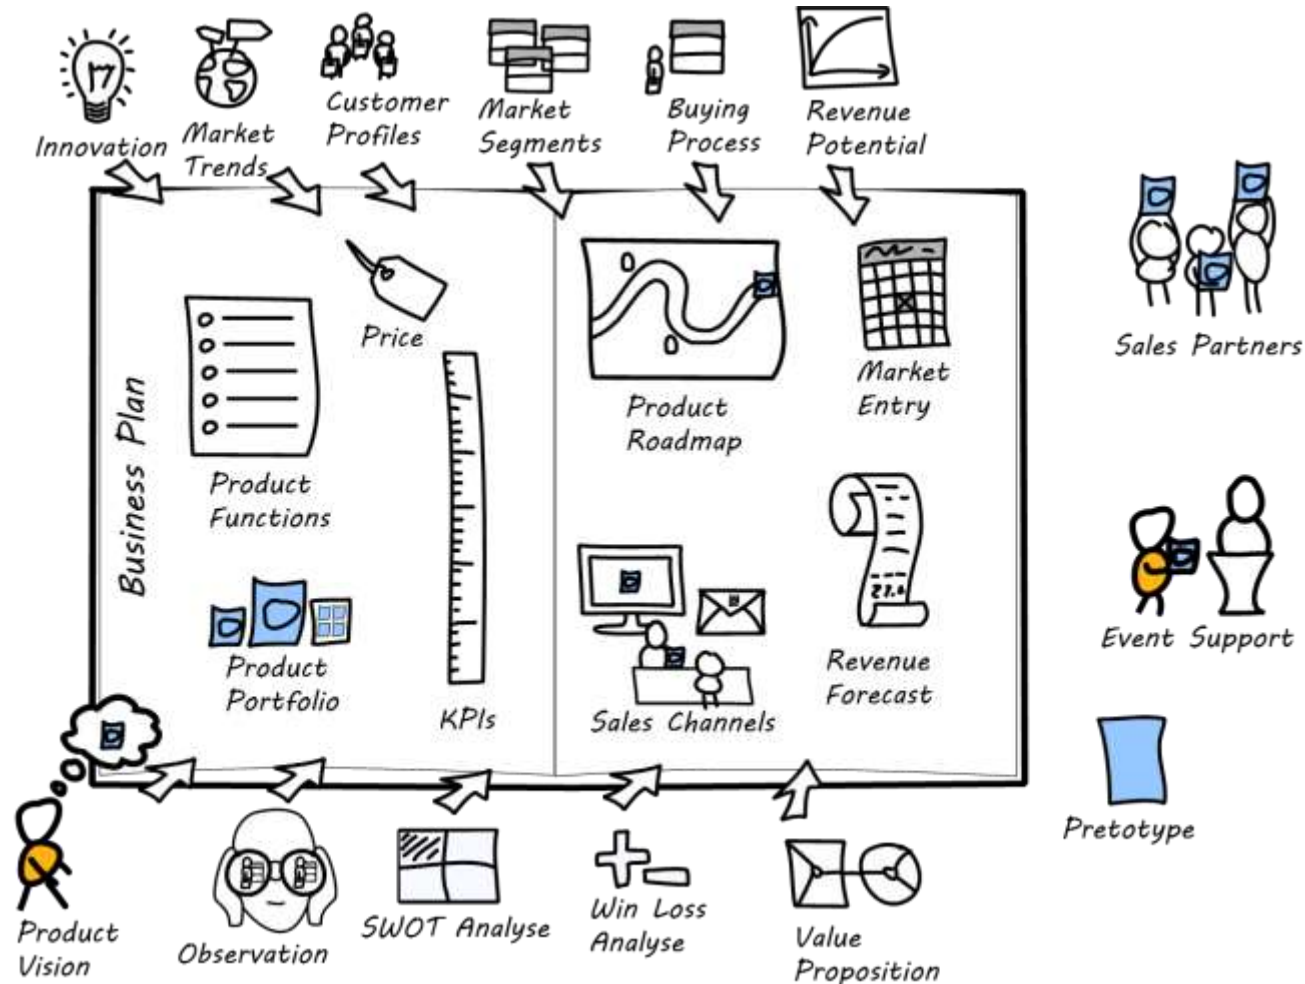 Innovation
Market
Trends
Customer
Profiles
Market
Segments
Buying
Process
Revenue
Potential
Business Plan
Product
Functions
Price
Product
Portfolio
KPIs
Product
Roadmap
Market
Entry
Sales Channels
Revenue
Forecast
Sales Partners
Event Support
Pretotype
Product
Vision
Observation
SWOT Analyse
Win Loss
Analyse
Value
Proposition